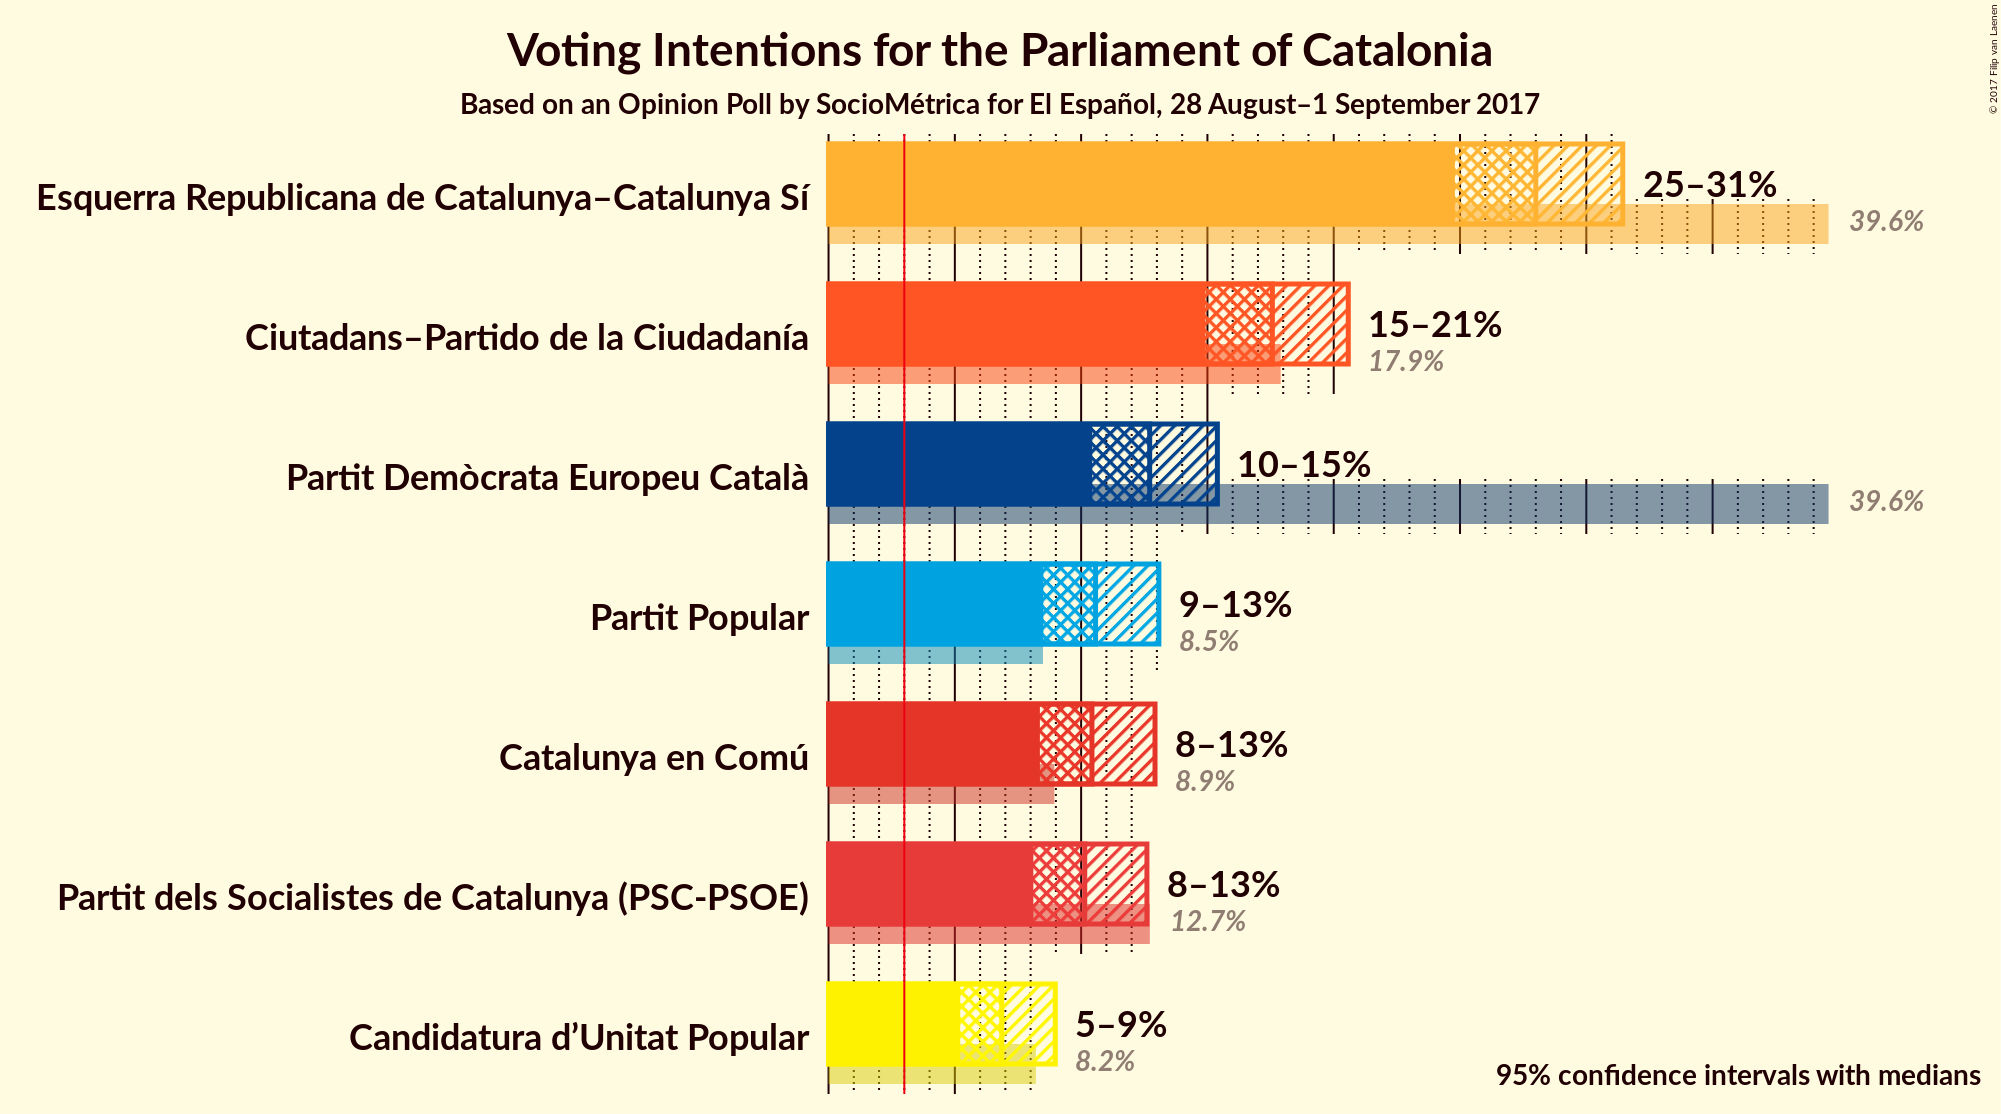 Voting Intentions for the Parliament of Catalonia
Based on an Opinion Poll by SocioMétrica for El Español, 28 August–1 September 2017
© 2017 Filip van Laenen
Esquerra Republicana de Catalunya–Catalunya Sí
25–31%
39.6%
Ciutadans–Partido de la Ciudadanía
15–21%
17.9%
Partit Demòcrata Europeu Català
10–15%
39.6%
Partit Popular
9–13%
8.5%
Catalunya en Comú
8–13%
8.9%
Partit dels Socialistes de Catalunya (PSC-PSOE)
8–13%
12.7%
Candidatura d’Unitat Popular
5–9%
8.2%
95% confidence intervals with medians